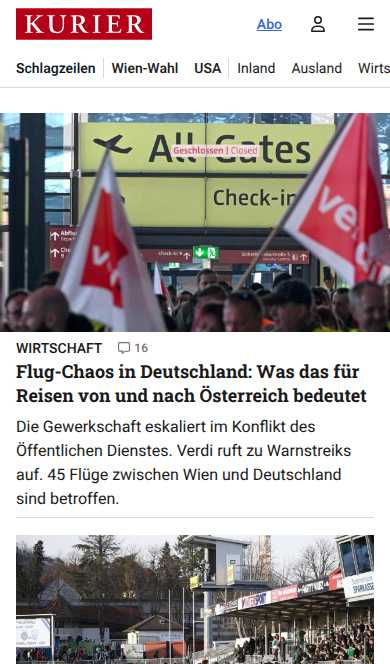 KURIER
Abo
Schlagzeilen
Wien-Wahl
USA
Inland
Ausland
Wirts
All Gates
Geschlossen | Closed
Check-in
ver
WIRTSCHAFT
16
Flug-Chaos in Deutschland: Was das für
Reisen von und nach Österreich bedeutet
Die Gewerkschaft eskaliert im Konflikt des
Öffentlichen Dienstes. Verdi ruft zu Warnstreiks
auf. 45 Flüge zwischen Wien und Deutschland
sind betroffen.
SPARKASSE